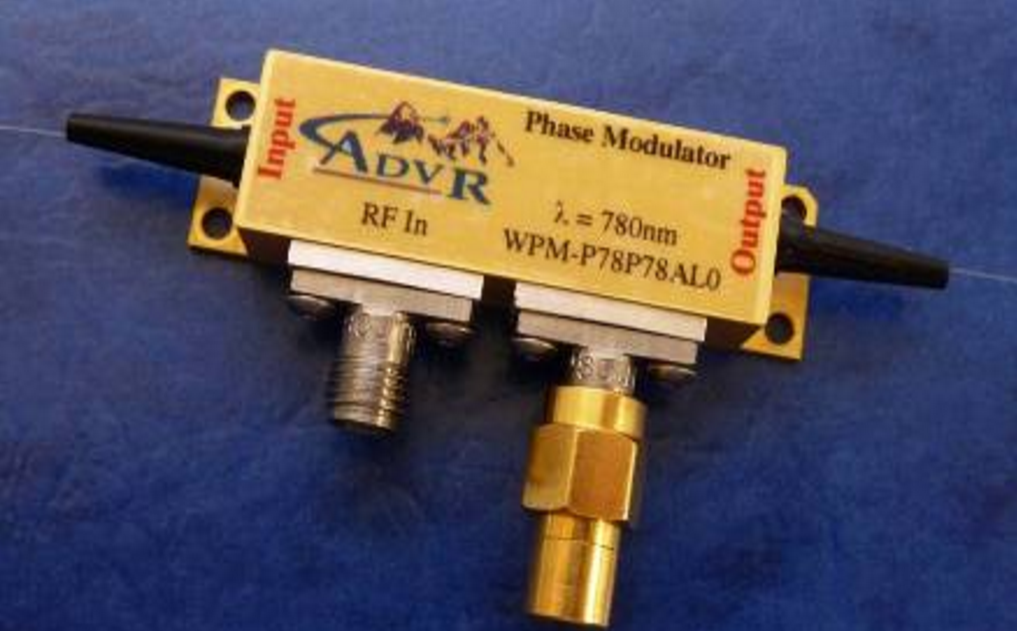 Input
ADVR
Phase Modulator
RF In
λ = 780nm
WPM-P78P78AL0
Output